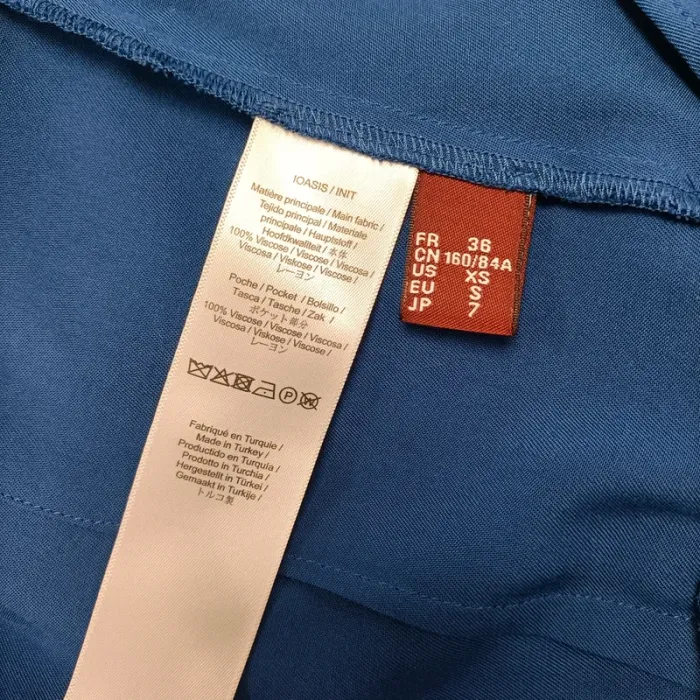 IOASIS / INIT
Matière principale / Main fabric /
Tejido principal / Materiale
principale / Hauptstoff /
Hoofdkwaliteit / 本体
100% Viscose / Viscose / Viscosa /
Viscosa / Viskose / Viscose /
レーヨン
Poche / Pocket / Bolsillo /
Tasca / Tasche / Zak /
ポケット部分
100% Viscose / Viscose / Viscosa /
Viscosa / Viskose / Viscose /
レーヨン
P
W
Fabriqué en Turquie /
Made in Turkey /
Productido en Turquía /
Prodotto in Turchia /
Hergestellt in Türkei /
Gemaakt in Turkije /
トルコ製
FR 36
CN 160/84A
US XS
EU S
JP 7